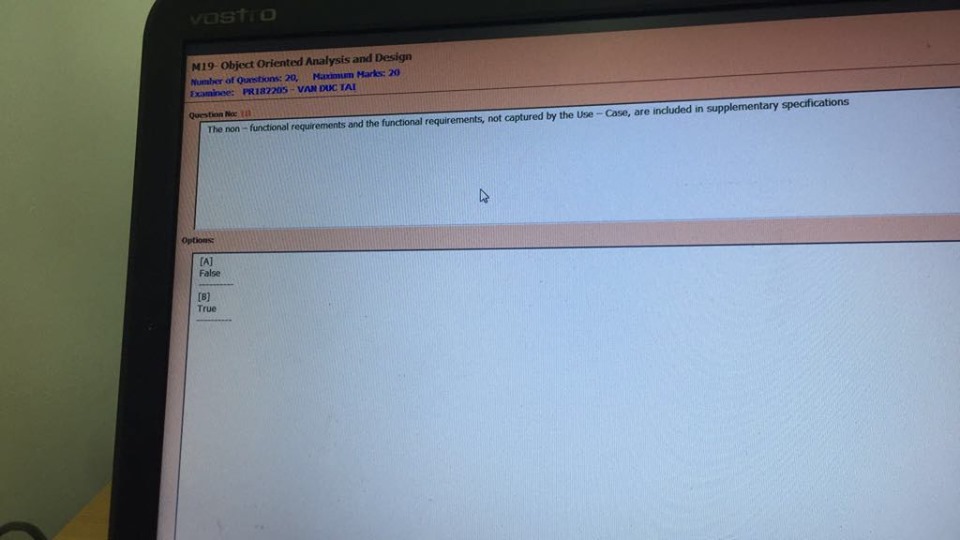 VOSTRO
M19- Object Oriented Analysis and Design
Number of Questions: 20, Maximum Marks: 20
Examinee: PR182205 - VAN DUC TAI
Question No:
The non - functional requirements and the functional requirements, not captured by the Use - Case, are included in supplementary specifications
Options:
[A]
False
------------
[B]
True
------------